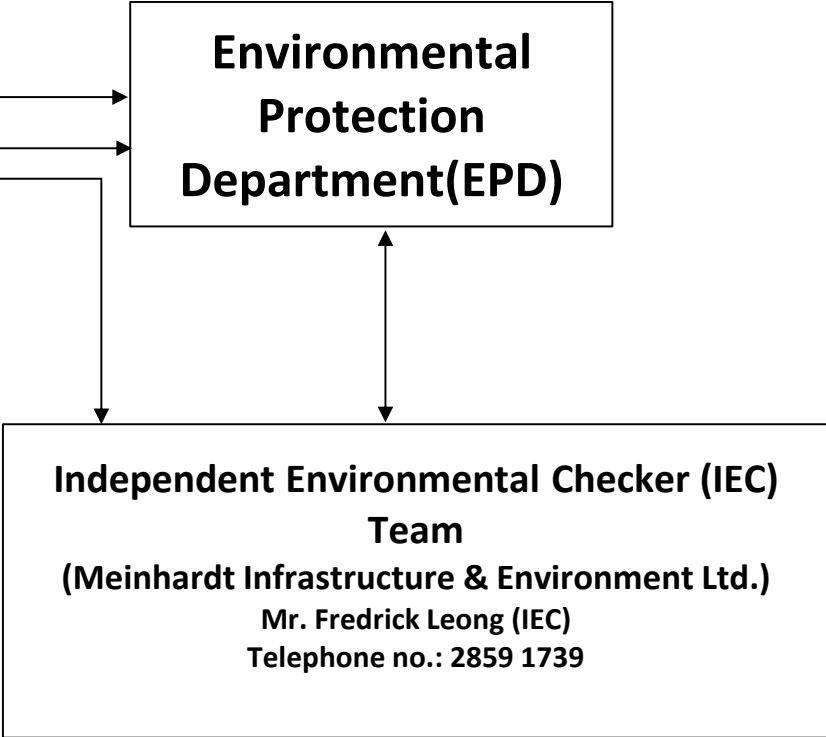 Environmental
Protection
Department(EPD)
Independent Environmental Checker (IEC)
Team
(Meinhardt Infrastructure & Environment Ltd.)
Mr. Fredrick Leong (IEC)
Telephone no.: 2859 1739